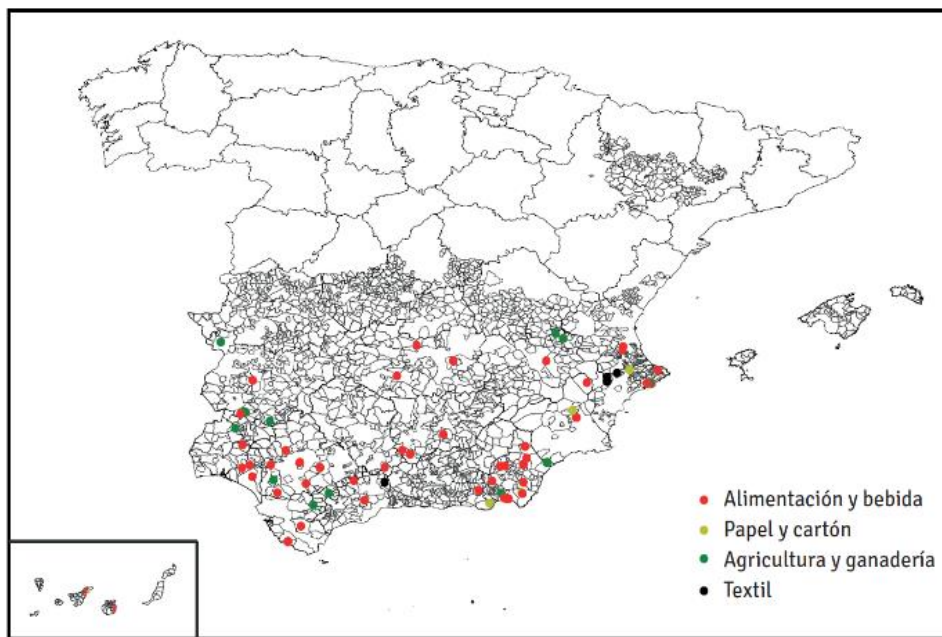 Alimentación y bebida
Papel y cartón
Agricultura y ganadería
Textil